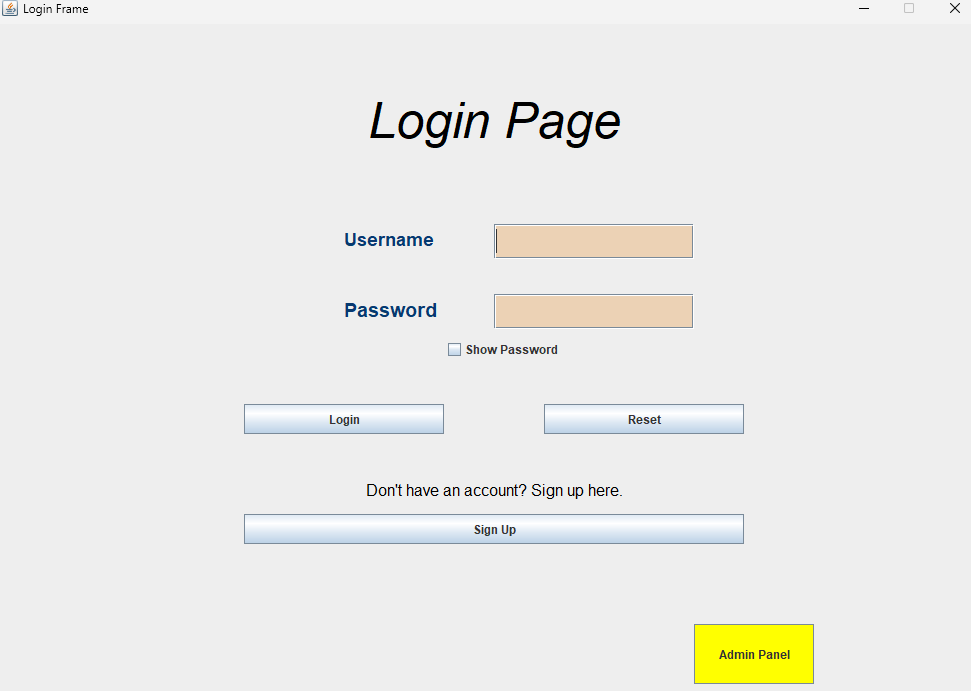 Login Frame
Login Page
Username
Password
Show Password
Login Reset
Don't have an account? Sign up here.
Sign Up
Admin Panel